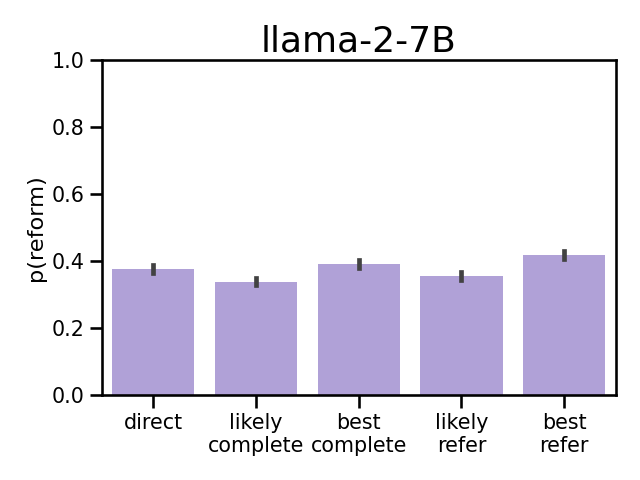 llama-2-7B
p(reform)
1.0
0.8
0.6
0.4
0.2
0.0
direct
likely
complete
best
complete
likely
refer
best
refer